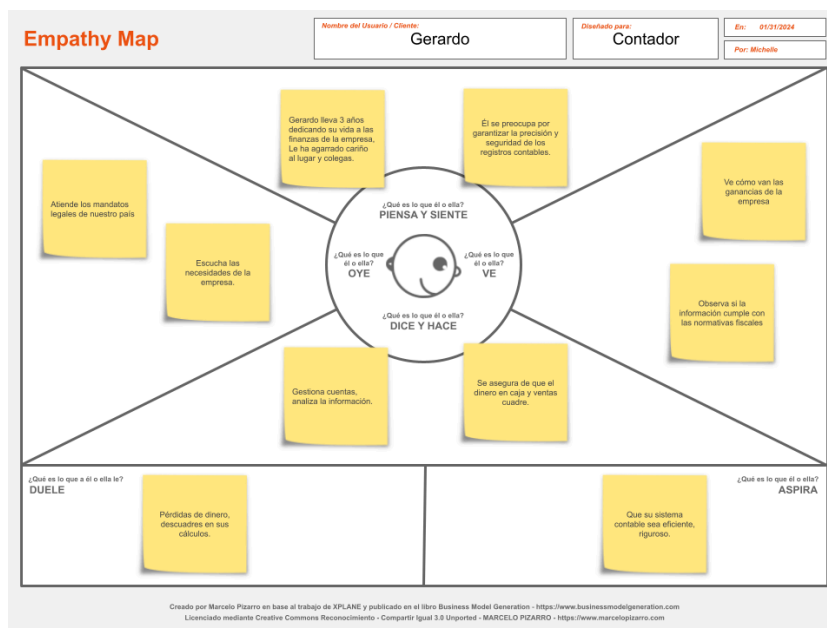 Empathy Map
Nombre del Usuario / Cliente:
Gerardo
Diseñado para:
Contador
En: 01/31/2024
Por: Michelle
Gerardo lleva 3 años
dedicando su vida a las
finanzas de la empresa,
Le ha agarrado cariño
al lugar y colegas.
Él se preocupa por
garantizar la precisión y
seguridad de los
registros contables.
Atiende los mandatos
legales de nuestro país
Escucha las
necesidades de la
empresa.
Ve cómo van las
ganancias de la
empresa
Observa si la
información cumple con
las normativas fiscales
¿Qué es lo que él o ella?
PIENSA Y SIENTE
¿Qué es lo que
él o ella?
OYE
¿Qué es lo que
él o ella?
VE
¿Qué es lo que él o ella?
DICE Y HACE
Gestiona cuentas,
analiza la información.
Se asegura de que el
dinero en caja y ventas
cuadre.
¿Qué es lo que a él o ella le?
DUELE
Pérdidas de dinero,
descuadres en sus
cálculos.
¿Qué es lo que él o ella?
ASPIRA
Que su sistema
contable sea eficiente,
riguroso.
Creado por Marcelo Pizarro en base al trabajo de XPLANE y publicado en el libro Business Model Generation - https://www.businessmodelgeneration.com
Licenciado mediante Creative Commons Reconocimiento - Compartir Igual 3.0 Unported - MARCELO PIZARRO - https://www.marcelopizarro.com